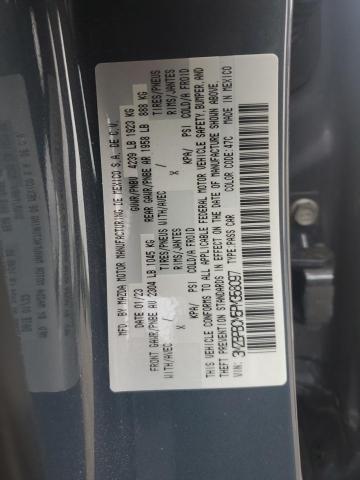 MFD. BY MAZDA MOTOR MANUFACTURING DE MEXICO S.A. DE C.V.
DATE 01/23 GVWR/PNBV 4239 LB 1923 KG
FRONT GAWR/PNBE AV 2304 LB 1045 KG REAR GAWR/PNBE AR 1958 LB 888 KG
WITH/AVEC TIRES/PNEUS WITH/AVEC TIRES/PNEUS
X RIMS/JANTES X RIMS/JANTES
KPA/ PSI COLD/A FROID KPA/ PSI COLD/A FROID
THIS VEHICLE CONFORMS TO ALL APPLICABLE FEDERAL MOTOR VEHICLE SAFETY, BUMPER, AND
THEFT PREVENTION STANDARDS IN EFFECT ON THE DATE OF MANUFACTURE SHOWN ABOVE.
TYPE: PASS CAR COLOR CODE: 47C MADE IN MEXICO
VIN: